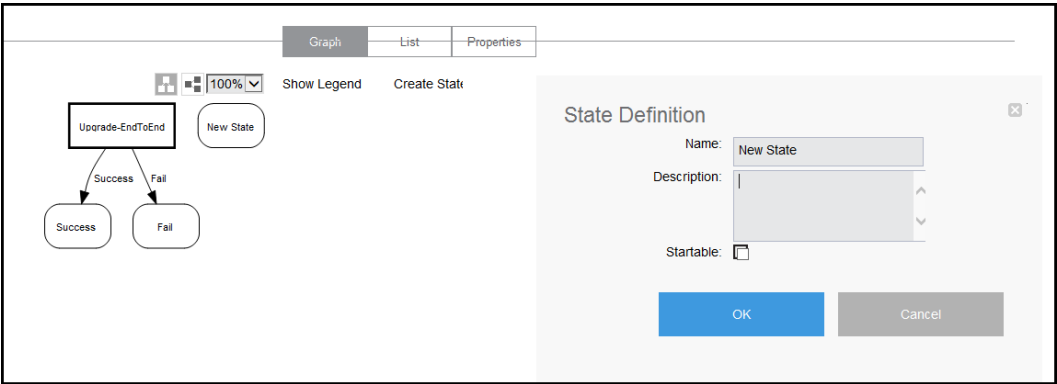 Graph List Properties
100% Show Legend Create State
Upgrade-EndToEnd New State
Success Fail
Success Fail
State Definition
Name: New State
Description:
Startable:
OK Cancel